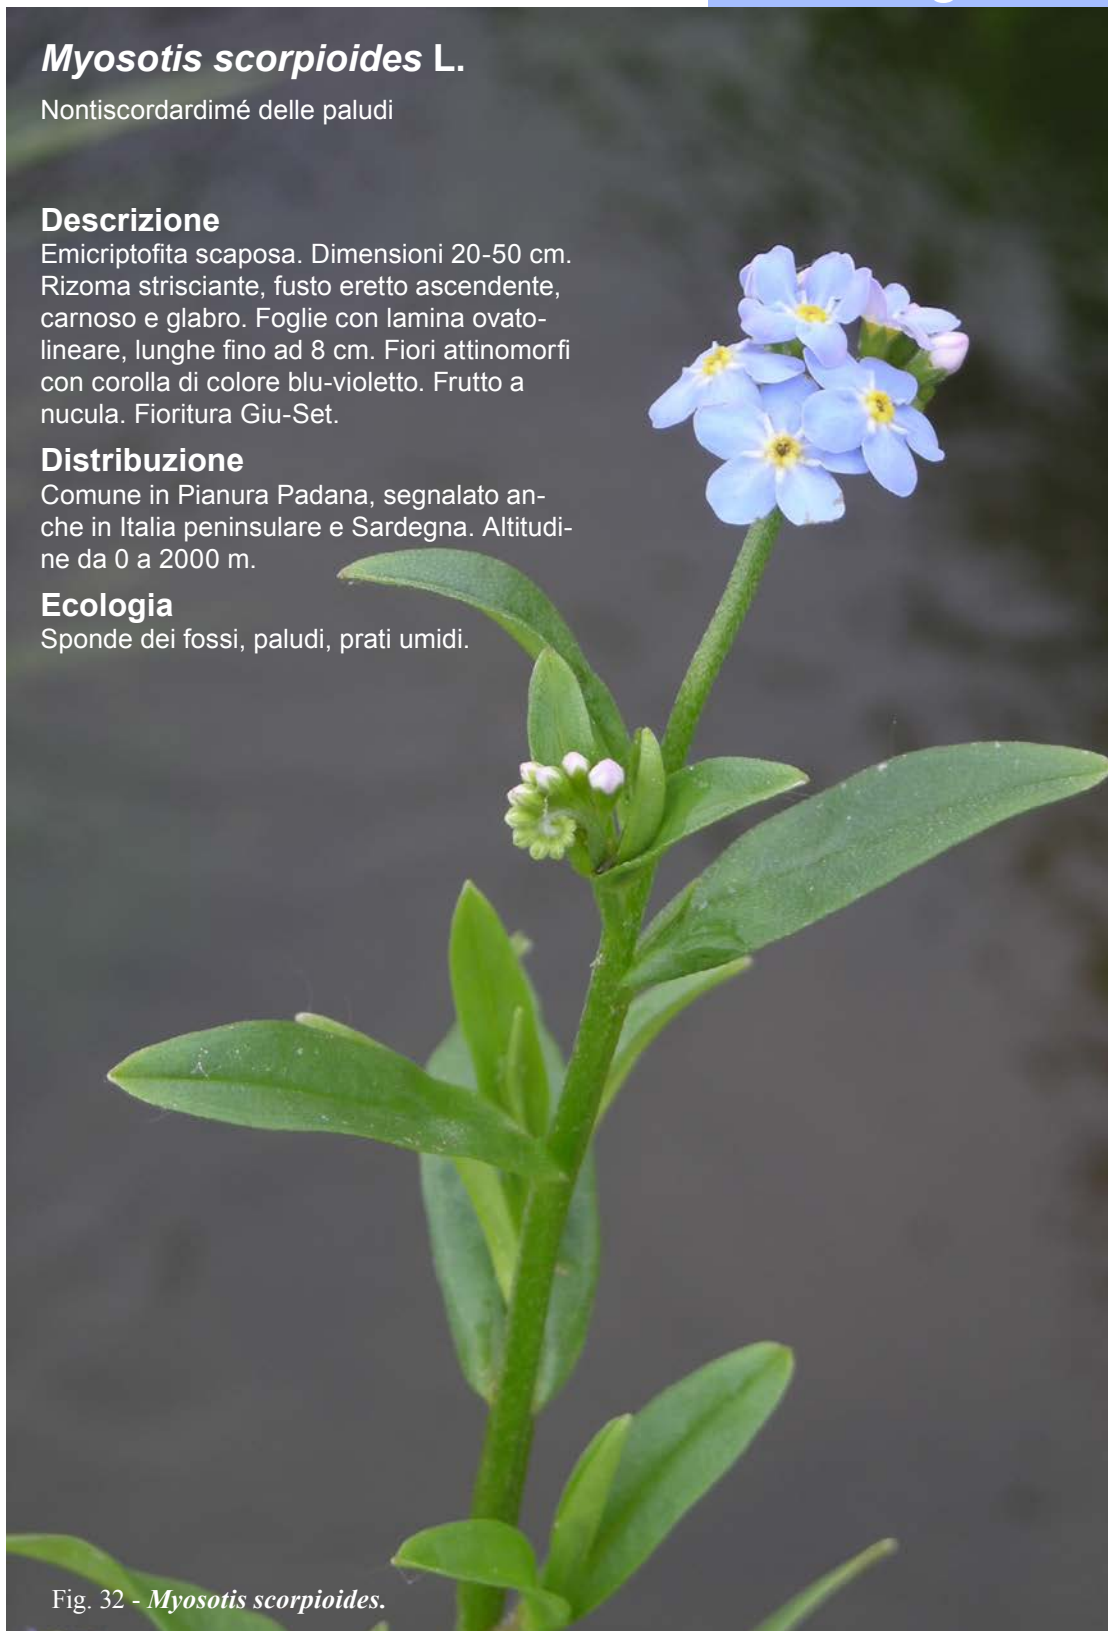 Myosotis scorpioides L.
Nontiscordardimé delle paludi
Descrizione
Emicriptofita scaposa. Dimensioni 20-50 cm.
Rizoma strisciante, fusto eretto ascendente,
carnoso e glabro. Foglie con lamina ovato-
lineare, lunghe fino ad 8 cm. Fiori attinomorfi
con corolla di colore blu-violetto. Frutto a
nucula. Fioritura Giu-Set.
Distribuzione
Comune in Pianura Padana, segnalato an-
che in Italia peninsulare e Sardegna. Altitudi-
ne da 0 a 2000 m.
Ecologia
Sponde dei fossi, paludi, prati umidi.
Fig. 32 - Myosotis scorpioides.